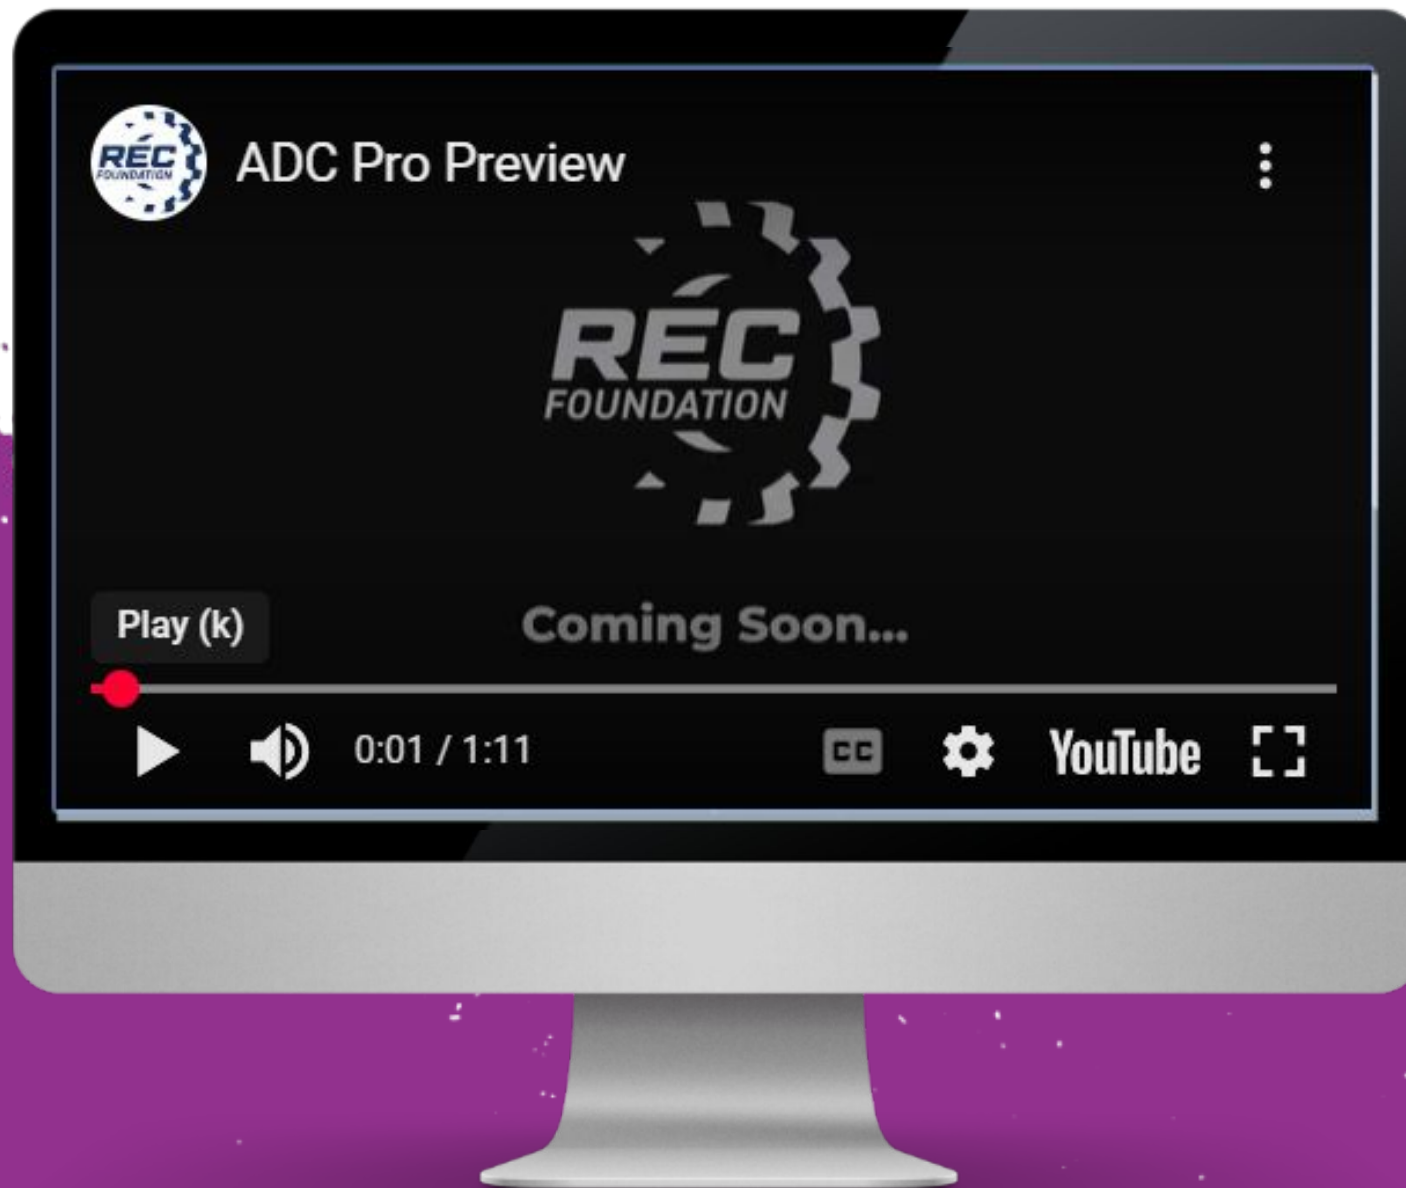 REC
FOUNDATION
ADC Pro Preview
REC
FOUNDATION
Play (k)
Coming Soon...
0:01 / 1:11
CC
YouTube